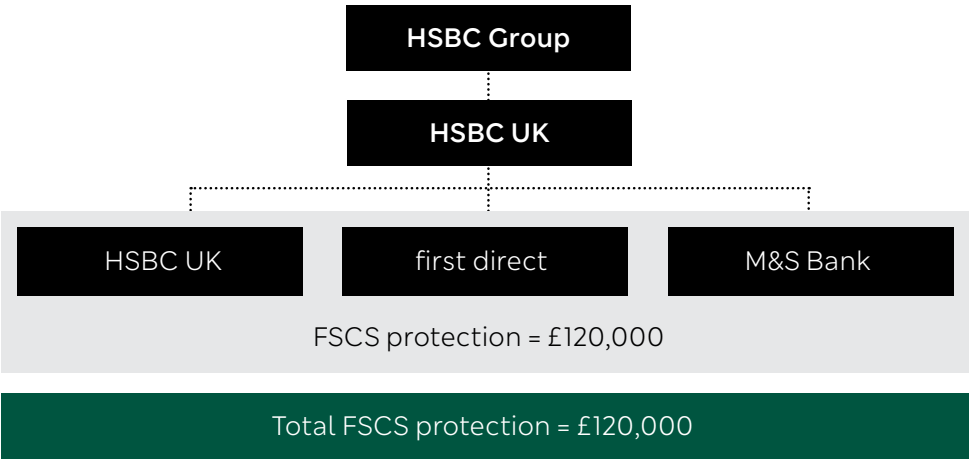 HSBC Group
HSBC UK
HSBC UK
first direct
M&S Bank
FSCS protection = £120,000
Total FSCS protection = £120,000